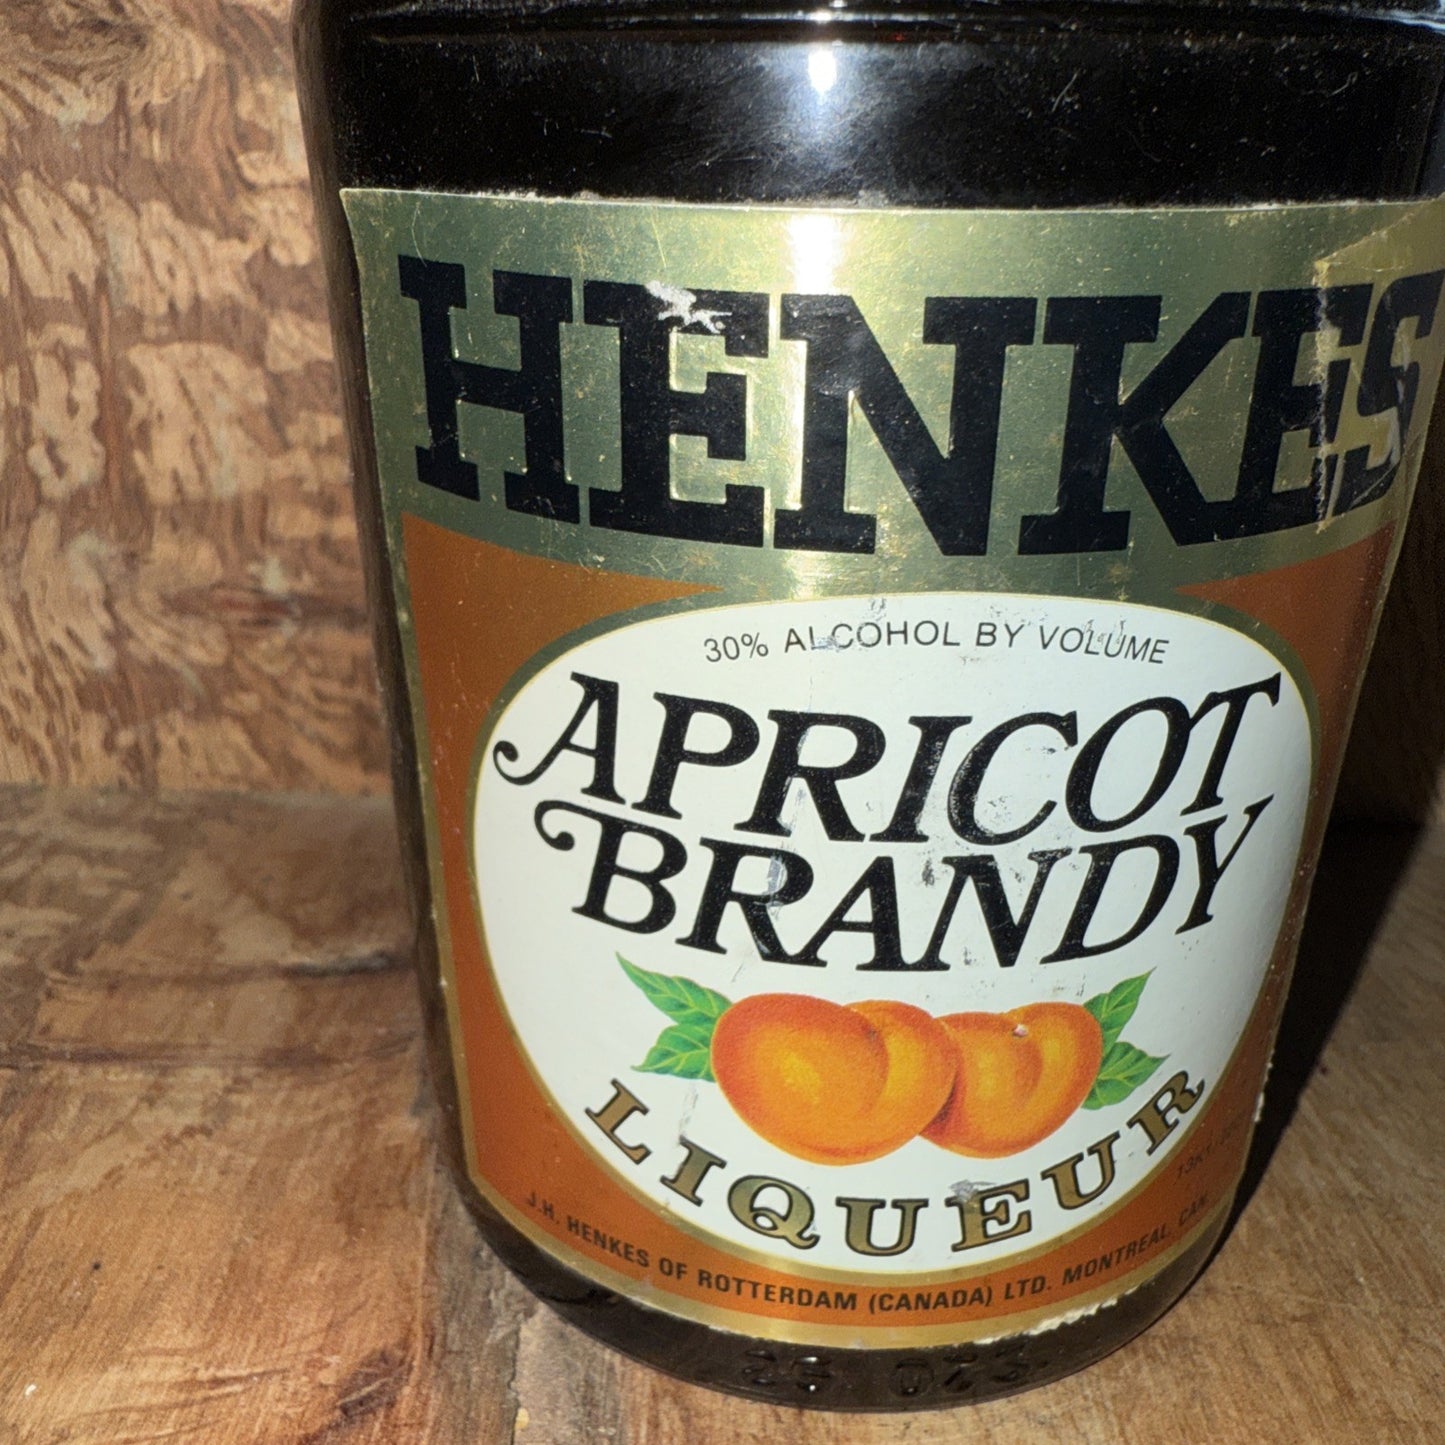 HENKES
30% ALCOHOL BY VOLUME
APRICOT
BRANDY
LIQUEUR
J.H. HENKES OF ROTTERDAM (CANADA) LTD. MONTREAL, CAN.